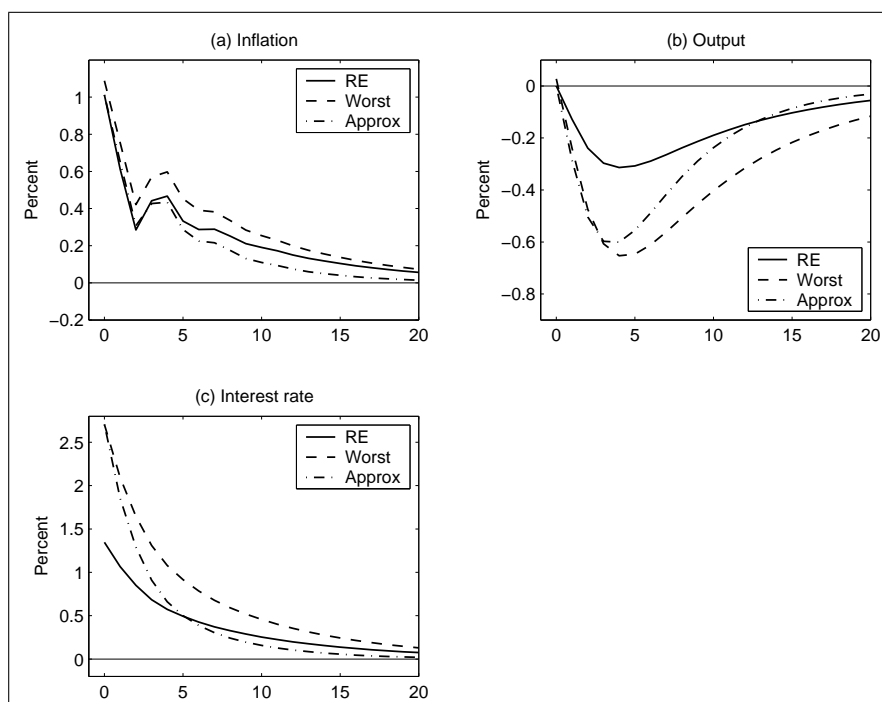 (a) Inflation
RE
Worst
Approx
Percent
1
0.8
0.6
0.4
0.2
0
−0.2
0 5 10 15 20
(b) Output
RE
Worst
Approx
Percent
0
−0.2
−0.4
−0.6
−0.8
0 5 10 15 20
(c) Interest rate
RE
Worst
Approx
Percent
2.5
2
1.5
1
0.5
0
0 5 10 15 20